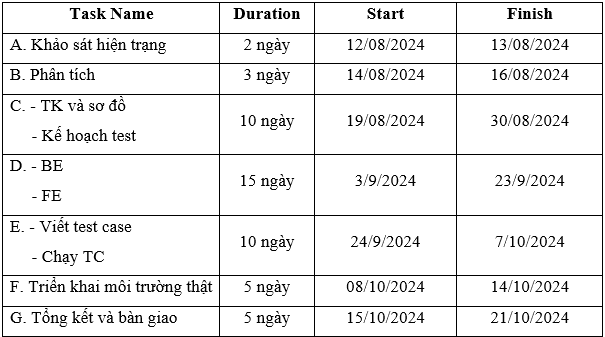 Task Name Duration Start Finish
A. Khảo sát hiện trạng 2 ngày 12/08/2024 13/08/2024
B. Phân tích 3 ngày 14/08/2024 16/08/2024
C. - TK và sơ đồ
- Kế hoạch test
10 ngày 19/08/2024 30/08/2024
D. - BE
- FE
15 ngày 3/9/2024 23/9/2024
E. - Viết test case
- Chạy TC
10 ngày 24/9/2024 7/10/2024
F. Triển khai môi trường thật 5 ngày 08/10/2024 14/10/2024
G. Tổng kết và bàn giao 5 ngày 15/10/2024 21/10/2024